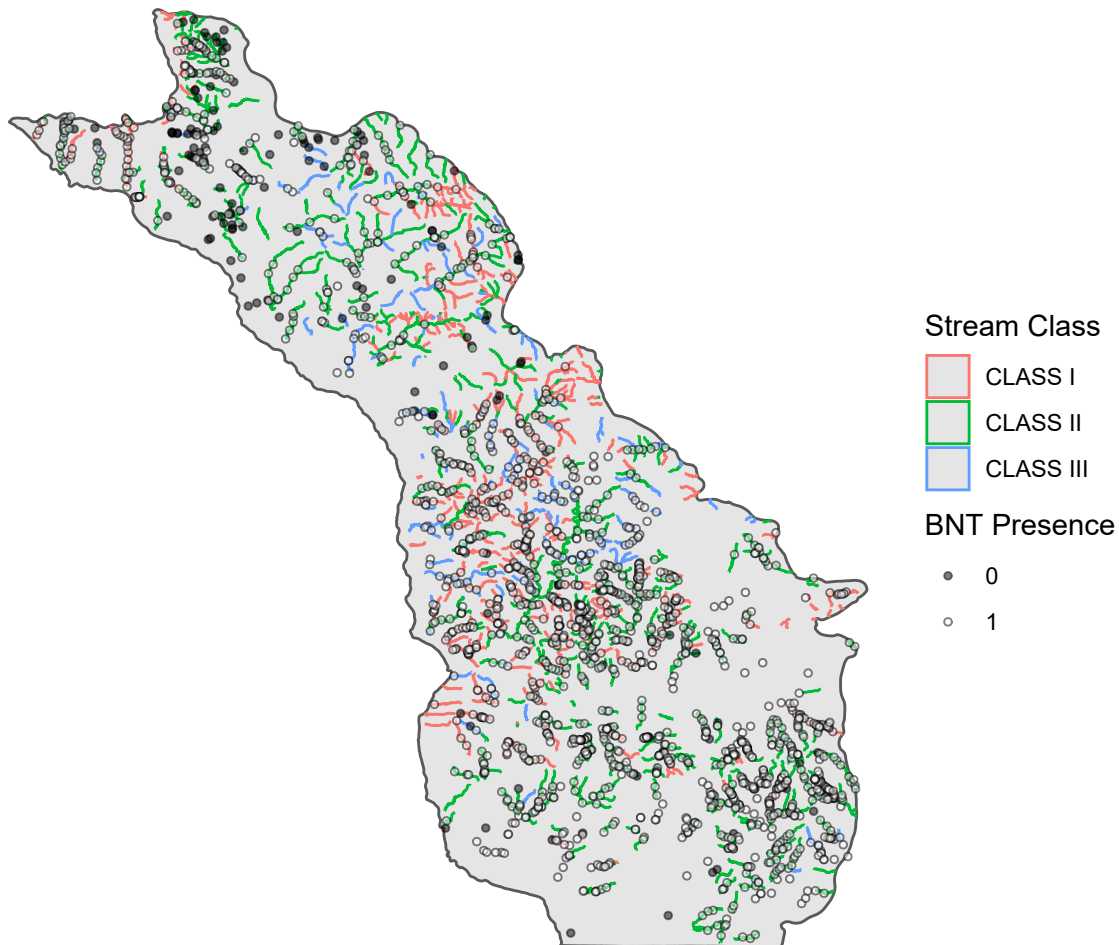 Stream Class
CLASS I
CLASS II
CLASS III
BNT Presence
0
1